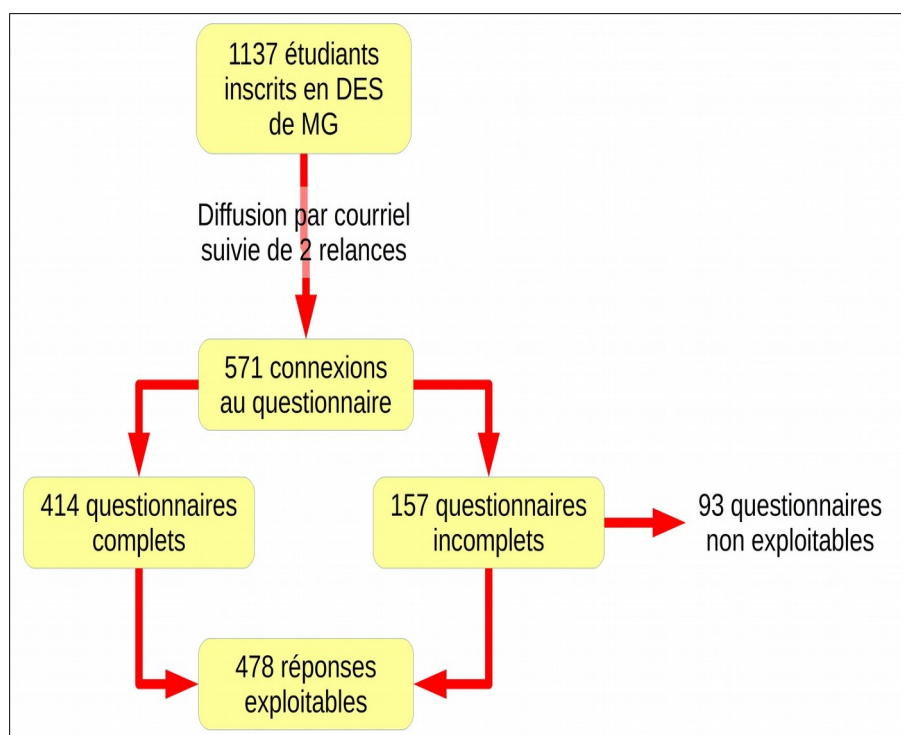 1137 étudiants
inscrits en DES
de MG
Diffusion par courriel
suivie de 2 relances
571 connexions
au questionnaire
414 questionnaires
complets
157 questionnaires
incomplets
93 questionnaires
non exploitables
478 réponses
exploitables